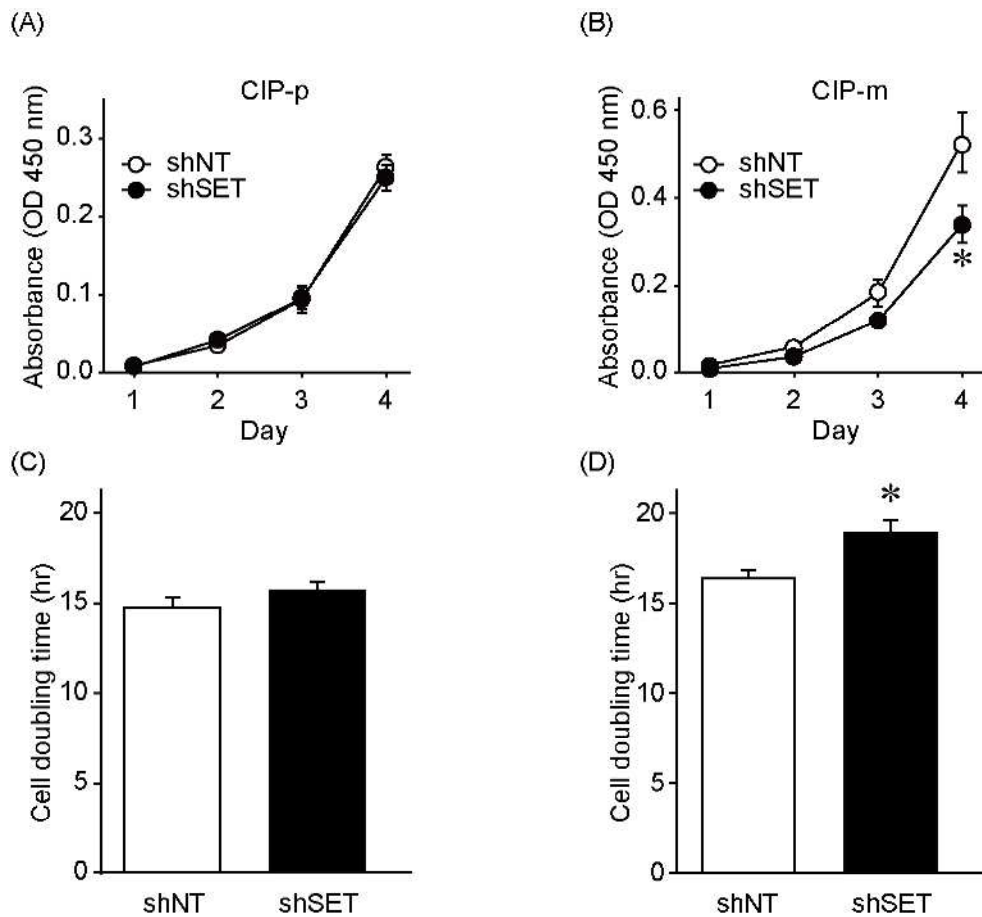 (A)
CIP-p
Absorbance (OD 450 nm)
0.3
0.2
0.1
0.0
shNT
shSET
1 2 3 4
Day
(B)
CIP-m
Absorbance (OD 450 nm)
0.6
0.4
0.2
0.0
shNT
shSET
*
1 2 3 4
Day
(C)
Cell doubling time (hr)
20
15
10
5
0
shNT shSET
(D)
Cell doubling time (hr)
20
15
10
5
0
*
shNT shSET